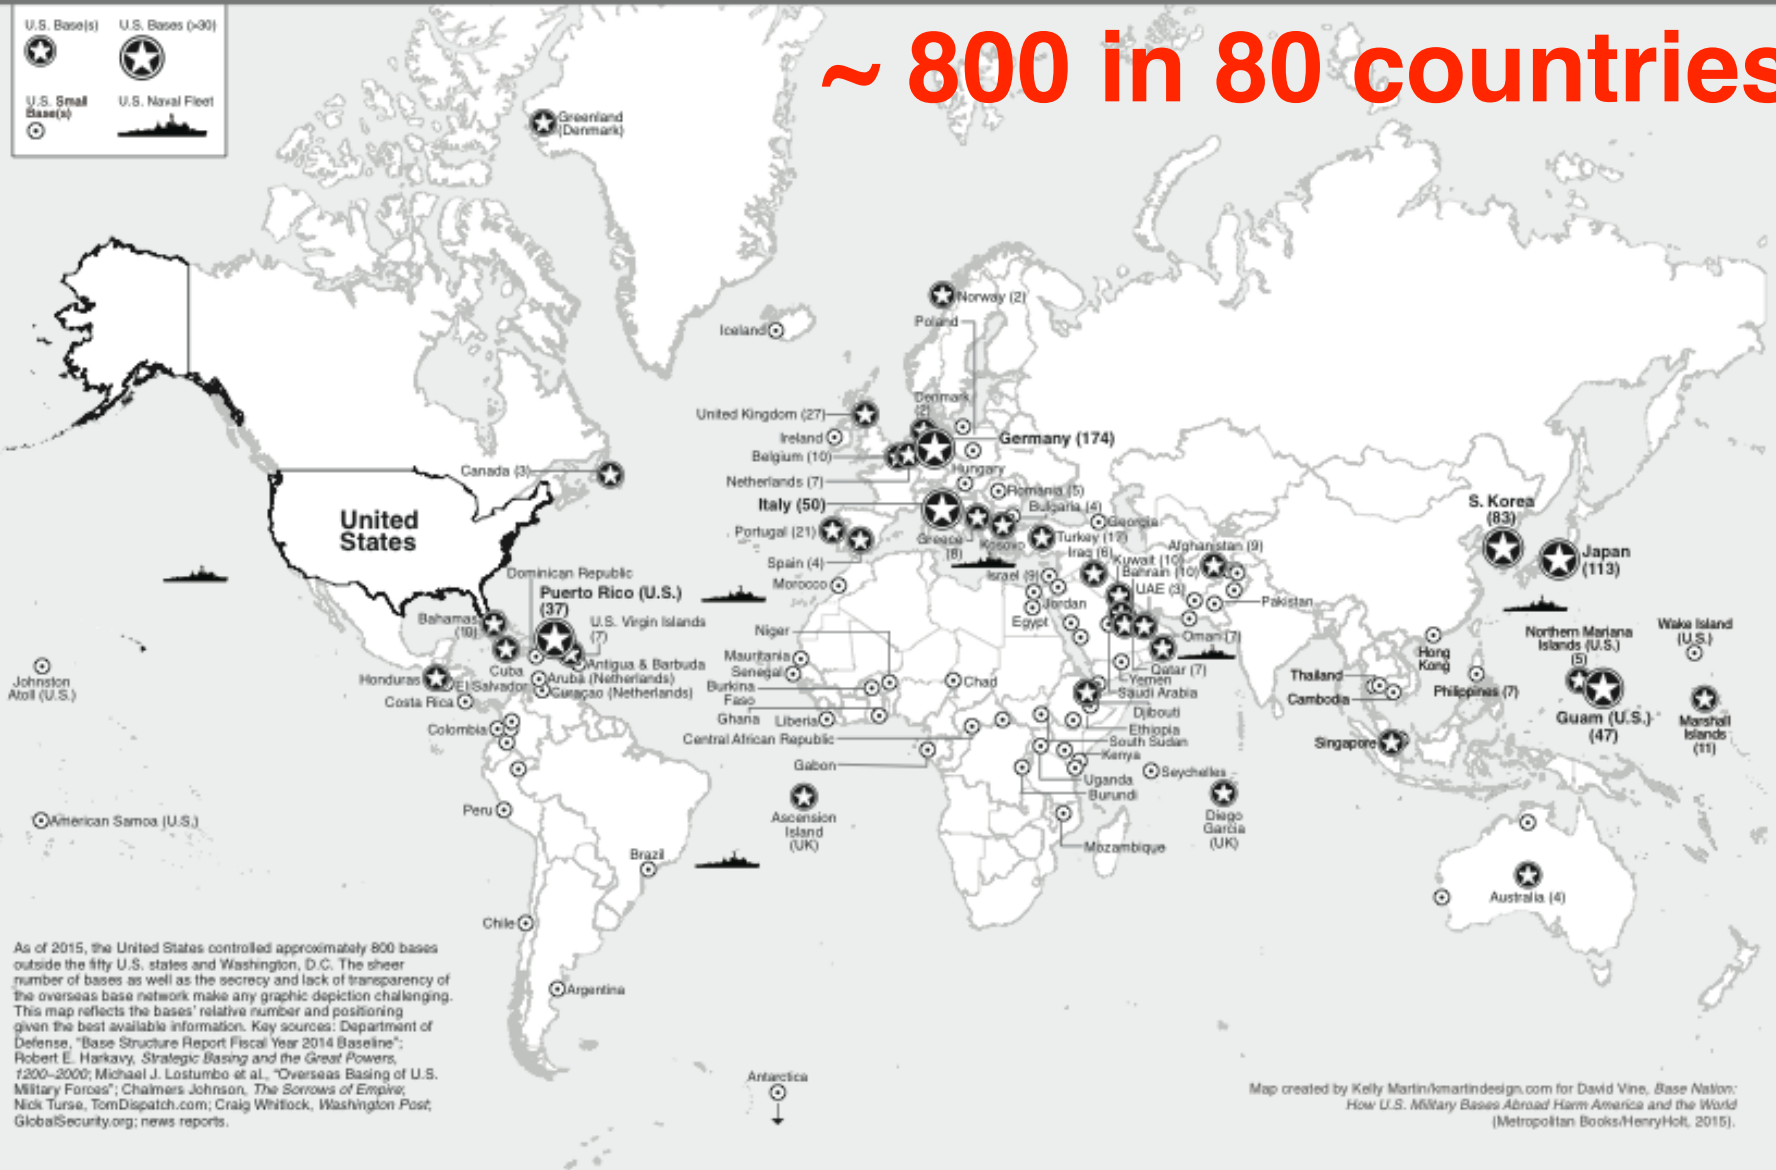 U.S. Base(s)
U.S. Bases (>30)
U.S. Small
Base(s)
U.S. Naval Fleet
~ 800 in 80 countries
Greenland
(Denmark)
Norway (2)
Poland
Iceland
Denmark
(2)
United Kingdom (27)
Ireland
Germany (174)
Belgium (10)
Hungary
Netherlands (7)
Romania (5)
Italy (50)
Bulgaria (4)
Georgia
Portugal (21)
Greece
(8)
Kosovo
Turkey (17)
Iraq (6)
Afghanistan (9)
Spain (4)
Kuwait (10)
Bahrain (10)
Israel (9)
Morocco
UAE (3)
Jordan
Pakistan
Egypt
Oman (7)
Qatar (7)
Yemen
Saudi Arabia
Djibouti
Ethiopia
South Sudan
Kenya
Uganda
Burundi
Seychelles
Mozambique
Niger
Mauritania
Senegal
Burkina
Faso
Ghana
Liberia
Chad
Central African Republic
Gabon
Ascension
Island
(UK)
Diego
Garcia
(UK)
Canada (3)
United
States
Dominican Republic
Puerto Rico (U.S.)
(37)
U.S. Virgin Islands
(7)
Bahamas
Antigua & Barbuda
Cuba
Aruba (Netherlands)
Honduras
El Salvador
Curaçao (Netherlands)
Costa Rica
Colombia
Peru
Brazil
Chile
Argentina
Antarctica
Johnston
Atoll (U.S.)
American Samoa (U.S.)
S. Korea
(83)
Japan
(113)
Hong
Kong
Northern Mariana
Islands (U.S.)
(5)
Wake Island
(U.S.)
Thailand
Cambodia
Philippines (7)
Guam (U.S.)
(47)
Marshall
Islands
(11)
Singapore
Australia (4)
As of 2015, the United States controlled approximately 800 bases
outside the fifty U.S. states and Washington, D.C. The sheer
number of bases as well as the secrecy and lack of transparency of
the overseas base network make any graphic depiction challenging.
This map reflects the bases' relative number and positioning
given the best available information. Key sources: Department of
Defense, "Base Structure Report Fiscal Year 2014 Baseline";
Robert E. Harkavy, Strategic Basing and the Great Powers,
1200–2000; Michael J. Lostumbo et al., "Overseas Basing of U.S.
Military Forces"; Chalmers Johnson, The Sorrows of Empire;
Nick Turse, TomDispatch.com; Craig Whitlock, Washington Post;
GlobalSecurity.org; news reports.
Map created by Kelly Martin/kmartindesign.com for David Vine, Base Nation:
How U.S. Military Bases Abroad Harm America and the World
(Metropolitan Books/HenryHolt, 2015).